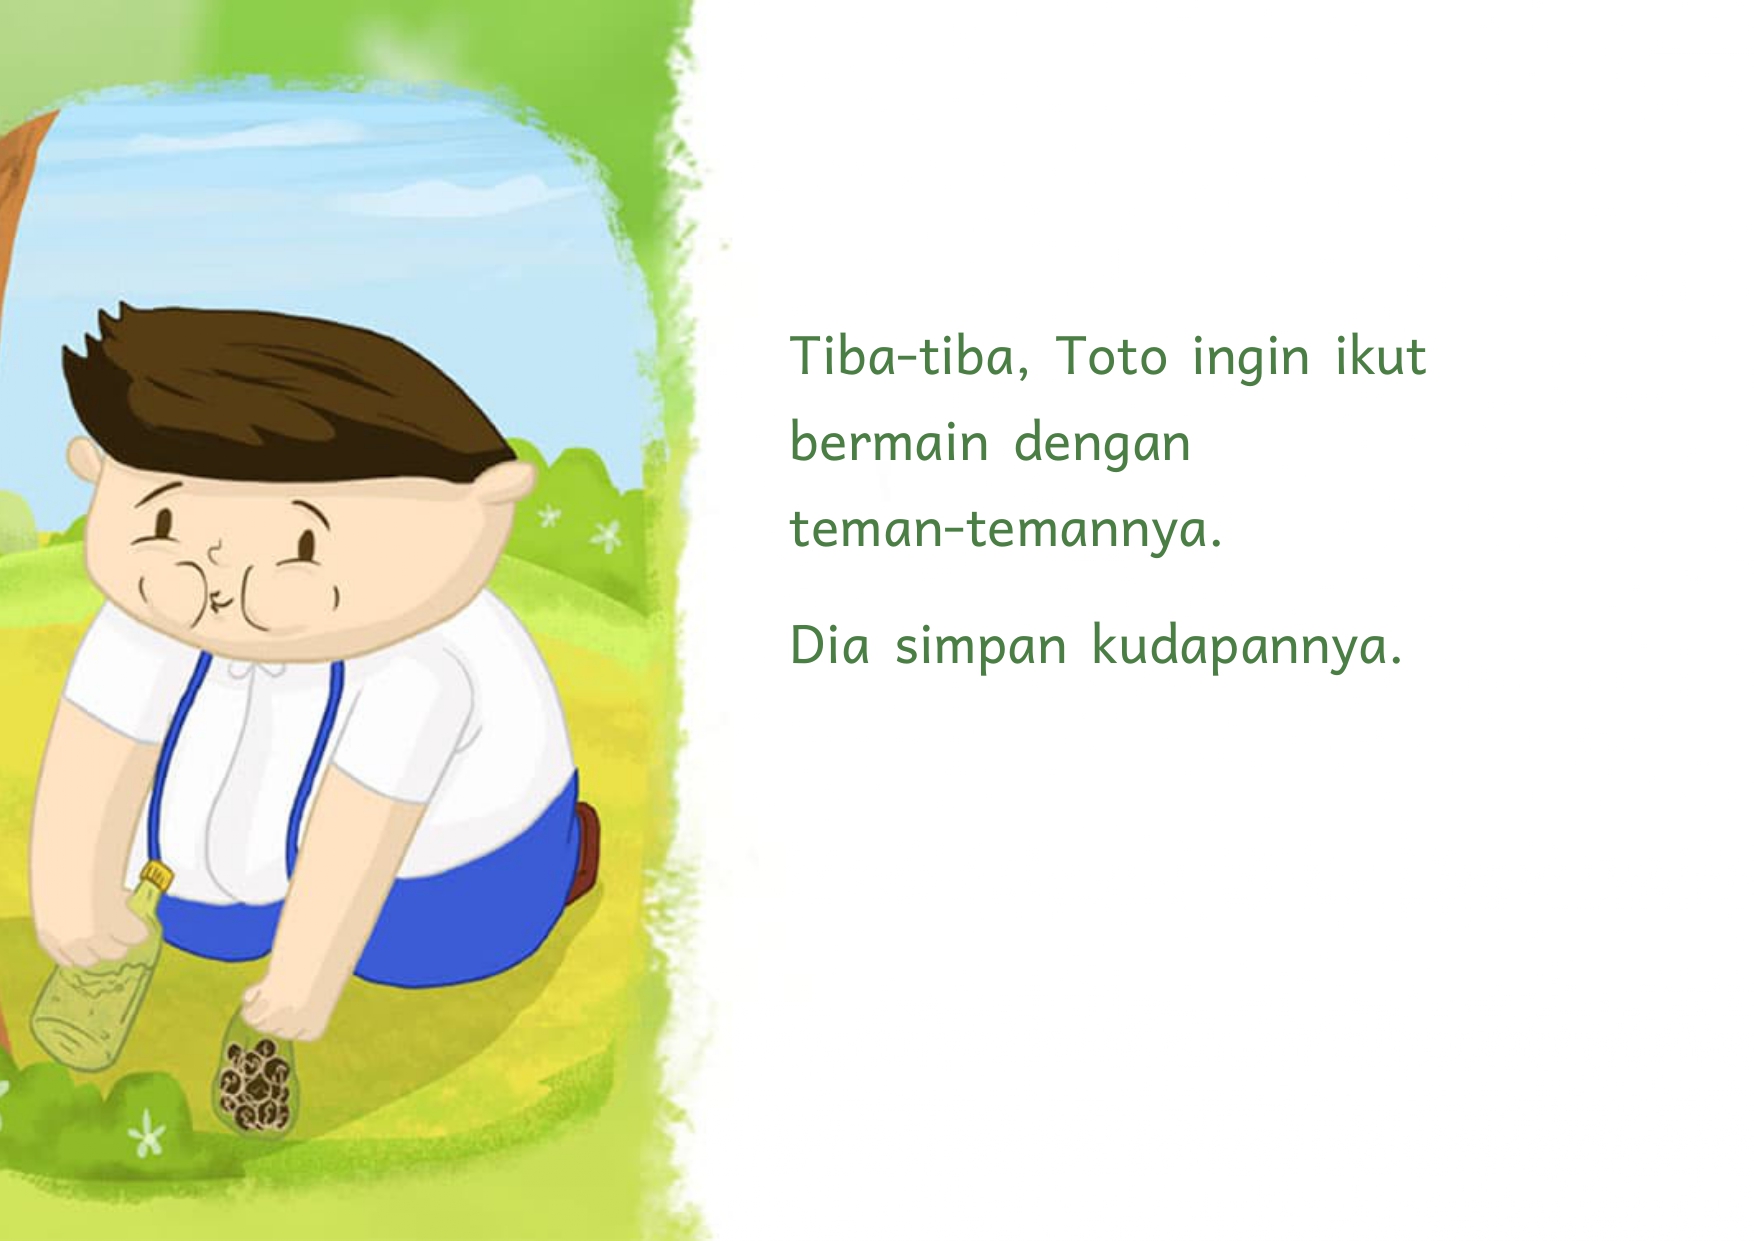 Tiba-tiba, Toto ingin ikut
bermain dengan
teman-temannya.
Dia simpan kudapannya.